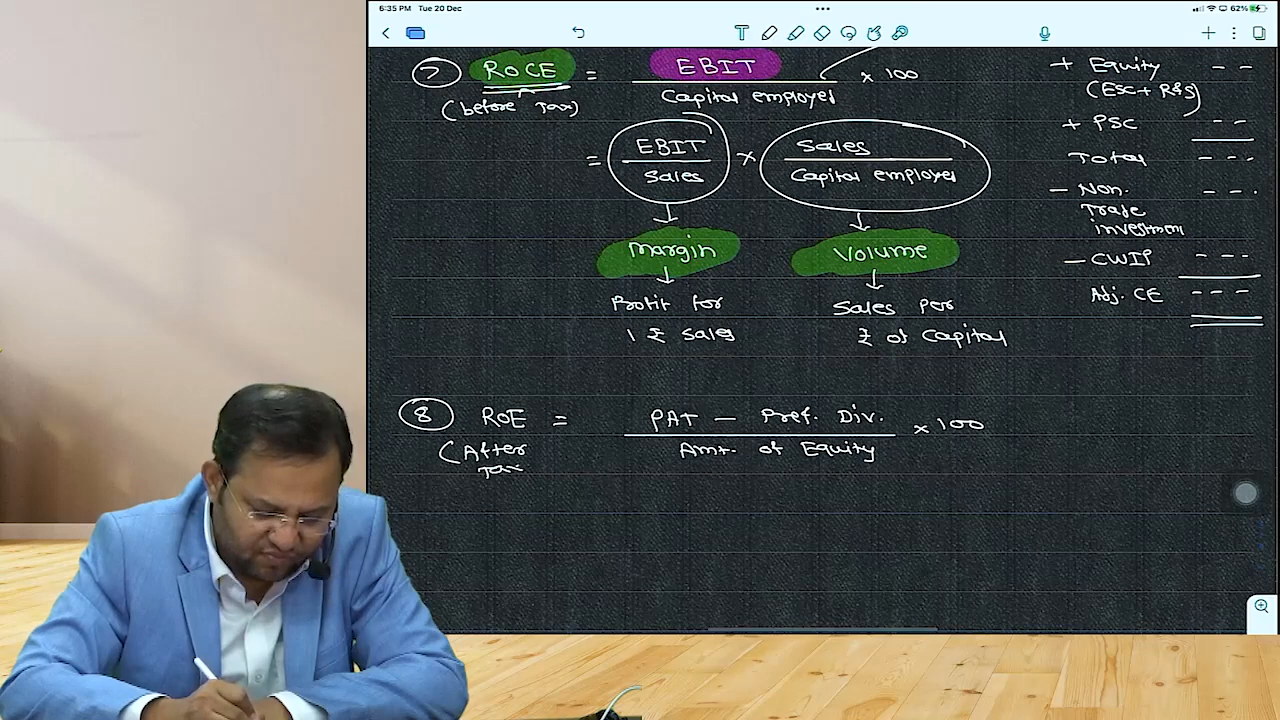 6:35 PM Tue 20 Dec
62%
7 ROCE = EBIT × 100
(before Tax) Capital employed
= EBIT × Sales
Sales Capital employed
Margin Volume
Profit for Sales Per
1 ₹ Sales ₹ of Capital
8 ROE = PAT - Pref. Div. × 100
(After Amt. of Equity
Tax
+ Equity - -
(ESC + R&S)
+ PSC - -
Total - - -
- Non. - - -
Trade
investment
- CWIP - - -
Adj. CE - - -